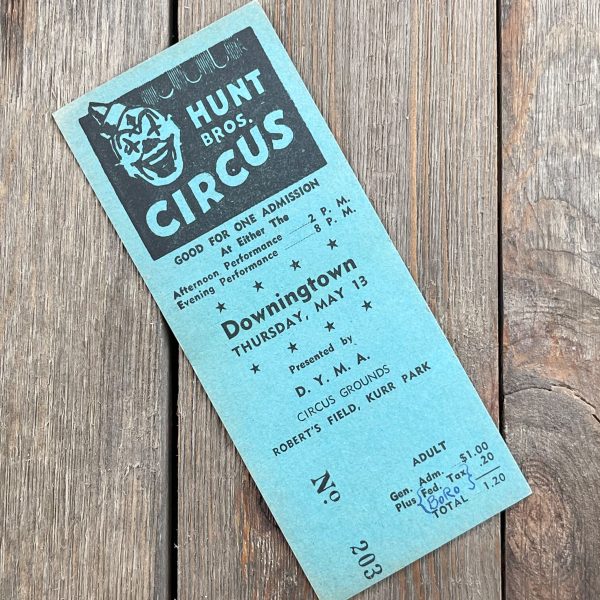 HUNT
BROS.
CIRCUS
GOOD FOR ONE ADMISSION
At Either The
Afternoon Performance 2 P. M.
Evening Performance 8 P. M.
Downingtown
THURSDAY, MAY 13
Presented by
D. Y. M. A.
CIRCUS GROUNDS
ROBERT'S FIELD, KURR PARK
ADULT
Gen. Adm. $1.00
Plus Fed. Tax .20
{BORO}
TOTAL 1.20
No. 203